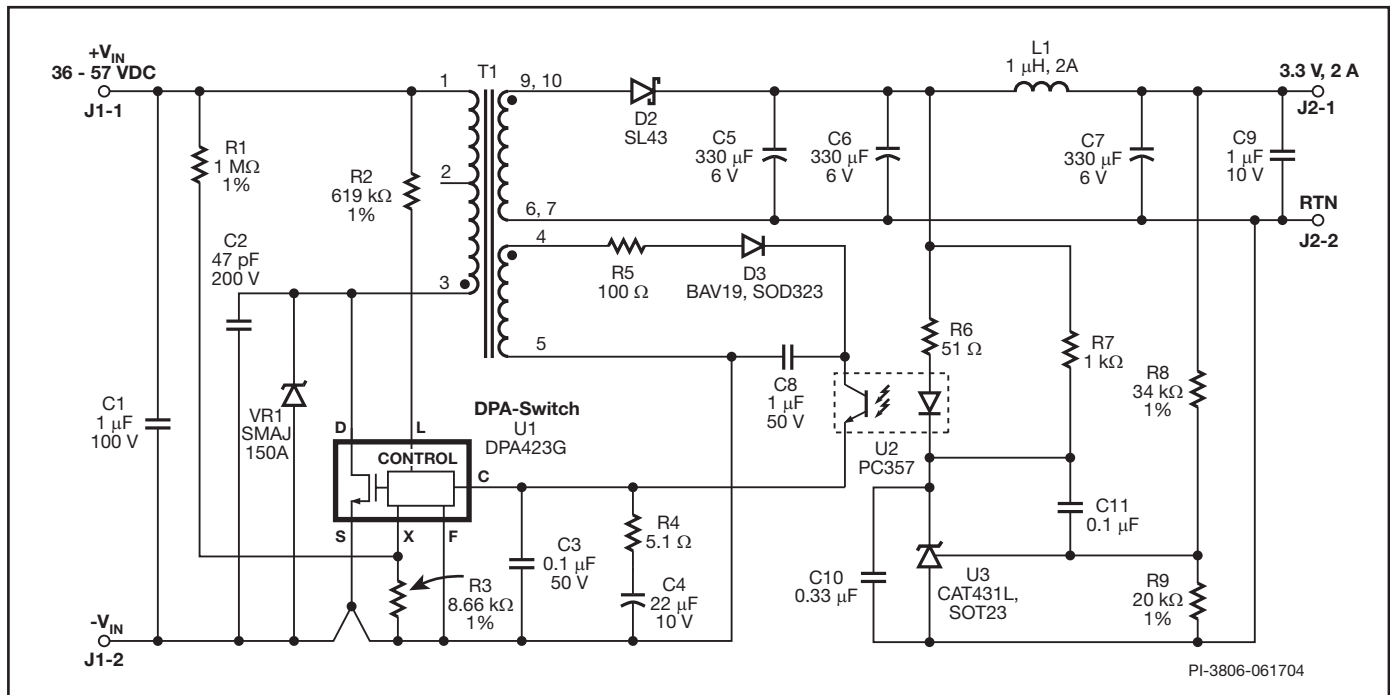 +VIN
36 - 57 VDC
J1-1
R1
1 MΩ
1%
R2
619 kΩ
1%
C2
47 pF
200 V
C1
1 µF
100 V
VR1
SMAJ
150A
1
2
3
T1
9, 10
6, 7
4
5
D2
SL43
C5
330 µF
6 V
C6
330 µF
6 V
L1
1 µH, 2A
C7
330 µF
6 V
C9
1 µF
10 V
3.3 V, 2 A
J2-1
RTN
J2-2
R5
100 Ω
D3
BAV19, SOD323
C8
1 µF
50 V
R6
51 Ω
R7
1 kΩ
R8
34 kΩ
1%
U2
PC357
DPA-Switch
U1
DPA423G
D
L
CONTROL
C
S
X
F
R3
8.66 kΩ
1%
C3
0.1 µF
50 V
R4
5.1 Ω
C4
22 µF
10 V
C10
0.33 µF
C11
0.1 µF
U3
CAT431L,
SOT23
R9
20 kΩ
1%
-VIN
J1-2
PI-3806-061704